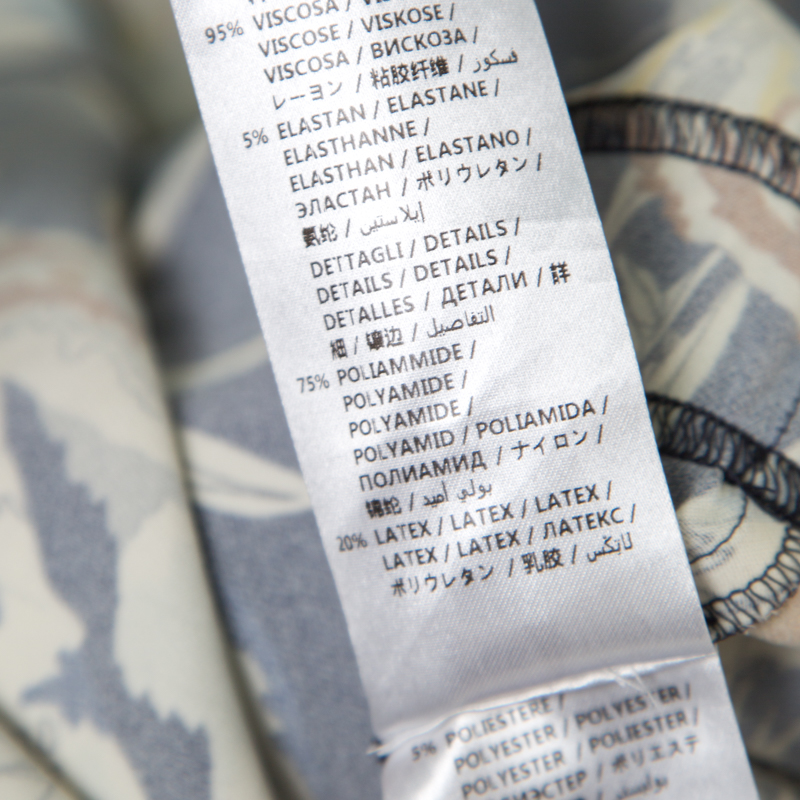 95% VISCOSA /
VISCOSE / VISKOSE /
VISCOSA / ВИСКОЗА /
レーヨン / 粘胶纤维 / فسكوز
5% ELASTAN / ELASTANE /
ELASTHANNE /
ELASTHAN / ELASTANO /
ЭЛАСТАН / ポリウレタン /
氨纶 / إيلاستين
DETTAGLI / DETAILS /
DETAILS / DETAILS /
DETALLES / ДЕТАЛИ / 詳
細 / 镶边 / التفاصيل
75% POLIAMMIDE /
POLYAMIDE /
POLYAMIDE /
POLYAMID / POLIAMIDA /
ПОЛИАМИД / ナイロン /
锦纶 / بولي أميد
20% LATEX / LATEX / LATEX /
LATEX / LATEX / ЛАТЕКС /
ポリウレタン / 乳胶 / لاتكس
5% POLIESTERE /
POLYESTER / POLYESTER /
POLYESTER / POLIESTER /
ПОЛИЭСТЕР / ポリエステ